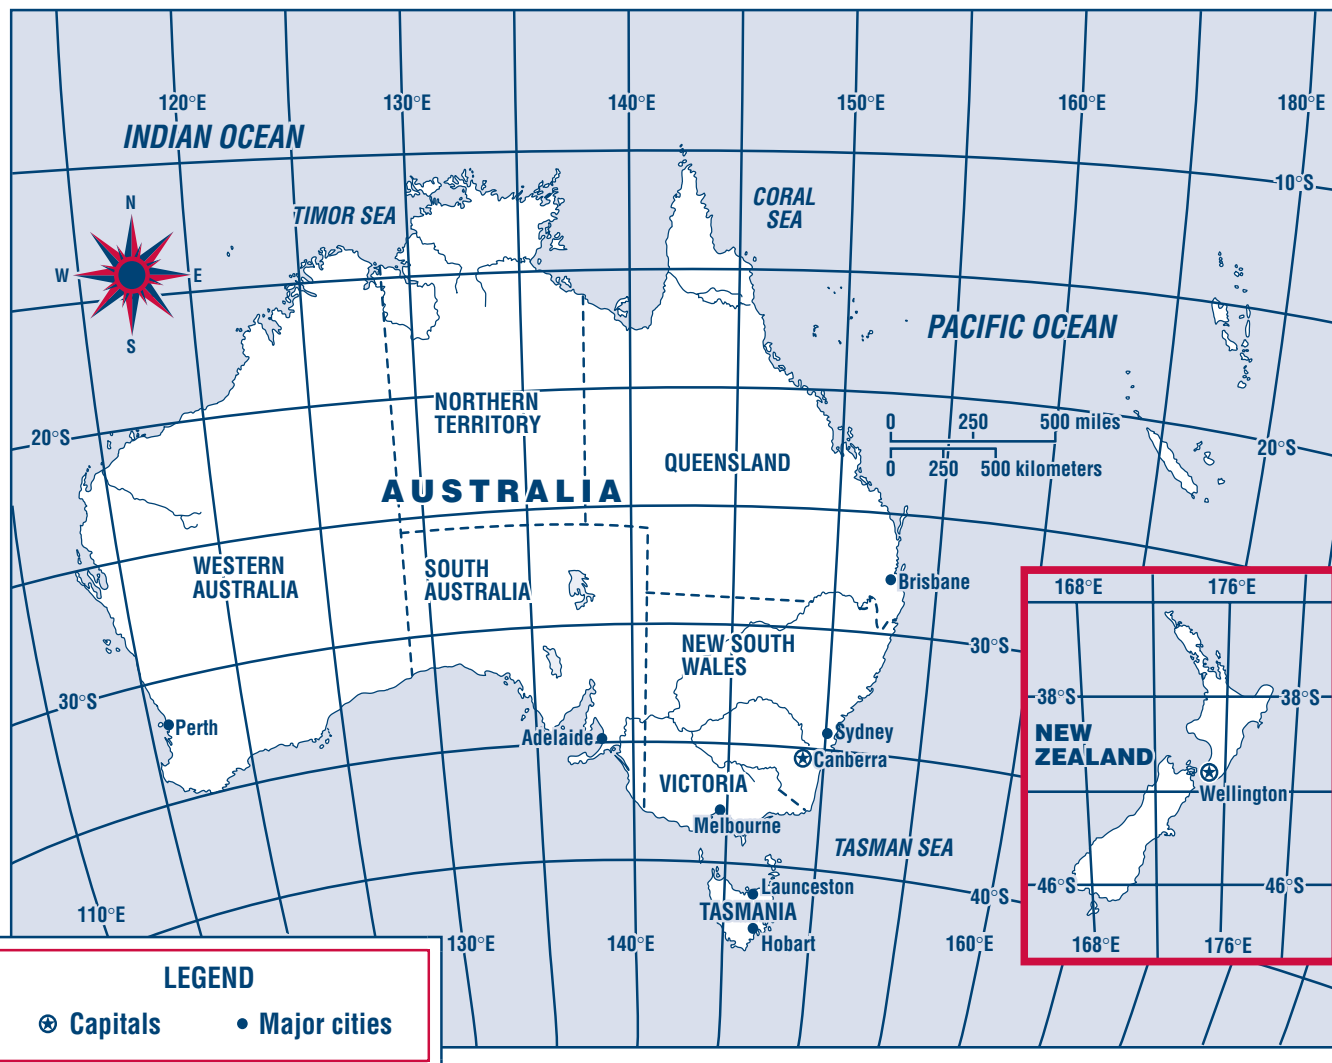 120°E
130°E
140°E
150°E
160°E
180°E
INDIAN OCEAN
10°S
N
TIMOR SEA
CORAL
SEA
W
E
S
PACIFIC OCEAN
NORTHERN
TERRITORY
0 250 500 miles
20°S
20°S
QUEENSLAND
0 250 500 kilometers
AUSTRALIA
WESTERN
AUSTRALIA
SOUTH
AUSTRALIA
Brisbane
168°E
176°E
NEW SOUTH
WALES
30°S
30°S
38°S
38°S
Perth
Adelaide
Sydney
NEW
ZEALAND
Canberra
VICTORIA
Wellington
Melbourne
TASMAN SEA
Launceston
46°S
46°S
40°S
TASMANIA
110°E
Hobart
130°E
140°E
160°E
168°E
176°E
LEGEND
Capitals
Major cities